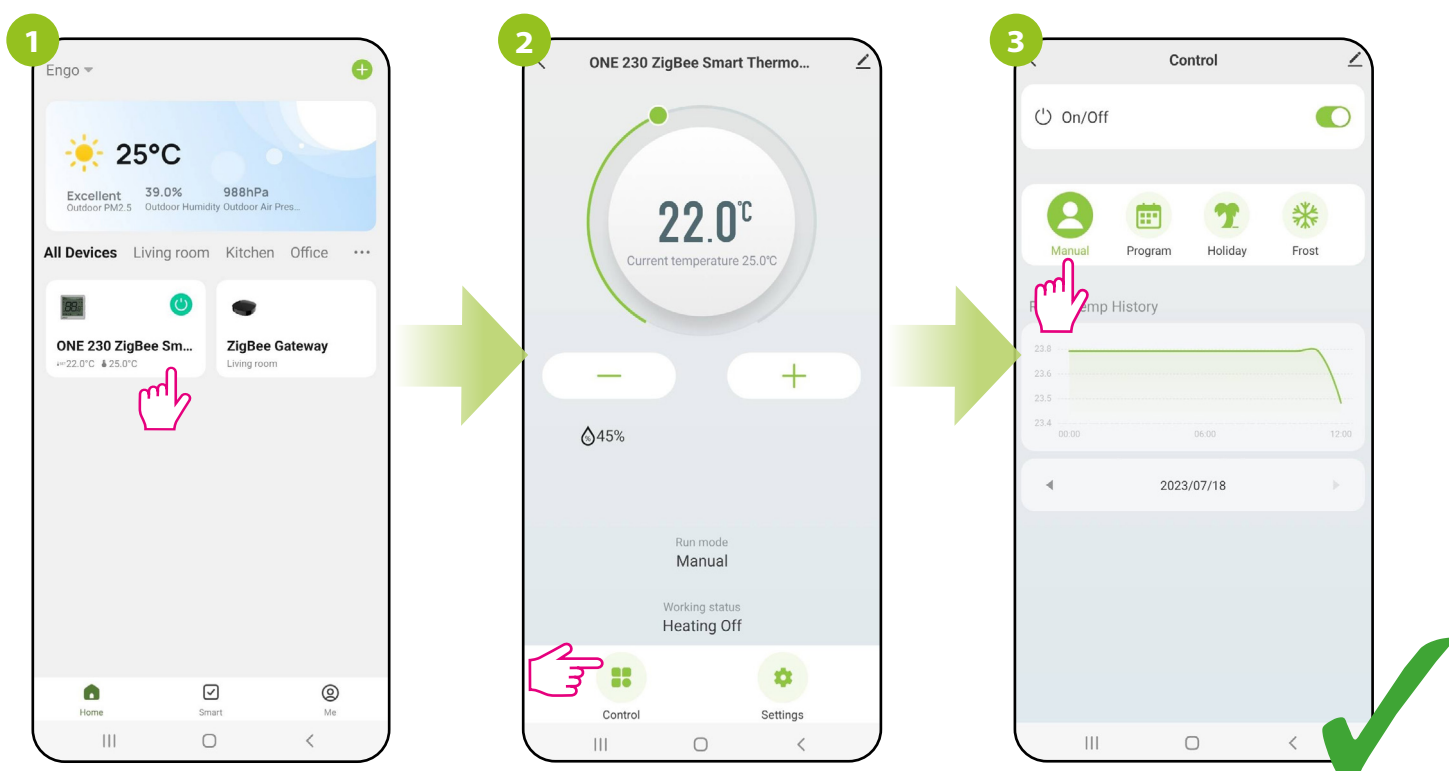 1
Engo
25°C
Excellent 39.0% 988hPa
Outdoor PM2.5 Outdoor Humidity Outdoor Air Pres...
All Devices Living room Kitchen Office ...
ONE 230 ZigBee Sm...
22.0°C 25.0°C
ZigBee Gateway
Living room
Home Smart Me
2
ONE 230 ZigBee Smart Thermo...
22.0°C
Current temperature 25.0°C
− +
45%
Run mode
Manual
Working status
Heating Off
Control Settings
3
Control
On/Off
Manual Program Holiday Frost
History
23.8
23.6
23.5
23.4
00:00 06:00 12:00
2023/07/18